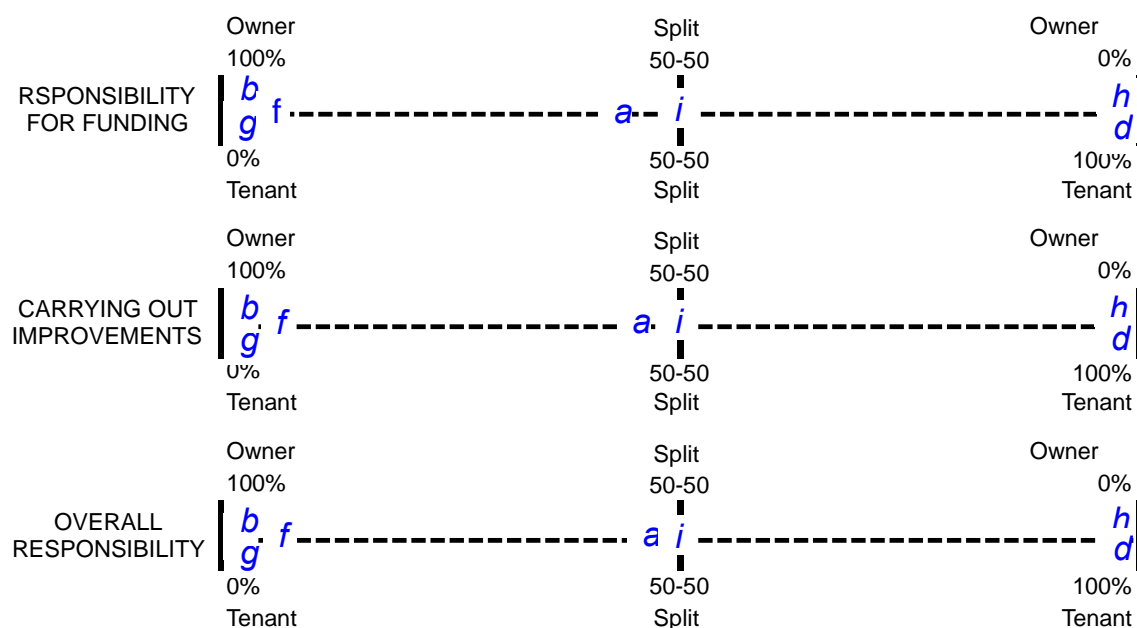 Owner Split Owner
100% 50-50 0%
RSPONSIBILITY
FOR FUNDING
b f a i h
g d
0% 50-50 100%
Tenant Split Tenant
Owner Split Owner
100% 50-50 0%
CARRYING OUT
IMPROVEMENTS
b f a i h
g d
0% 50-50 100%
Tenant Split Tenant
Owner Split Owner
100% 50-50 0%
OVERALL
RESPONSIBILITY
b f a i h
g d
0% 50-50 100%
Tenant Split Tenant